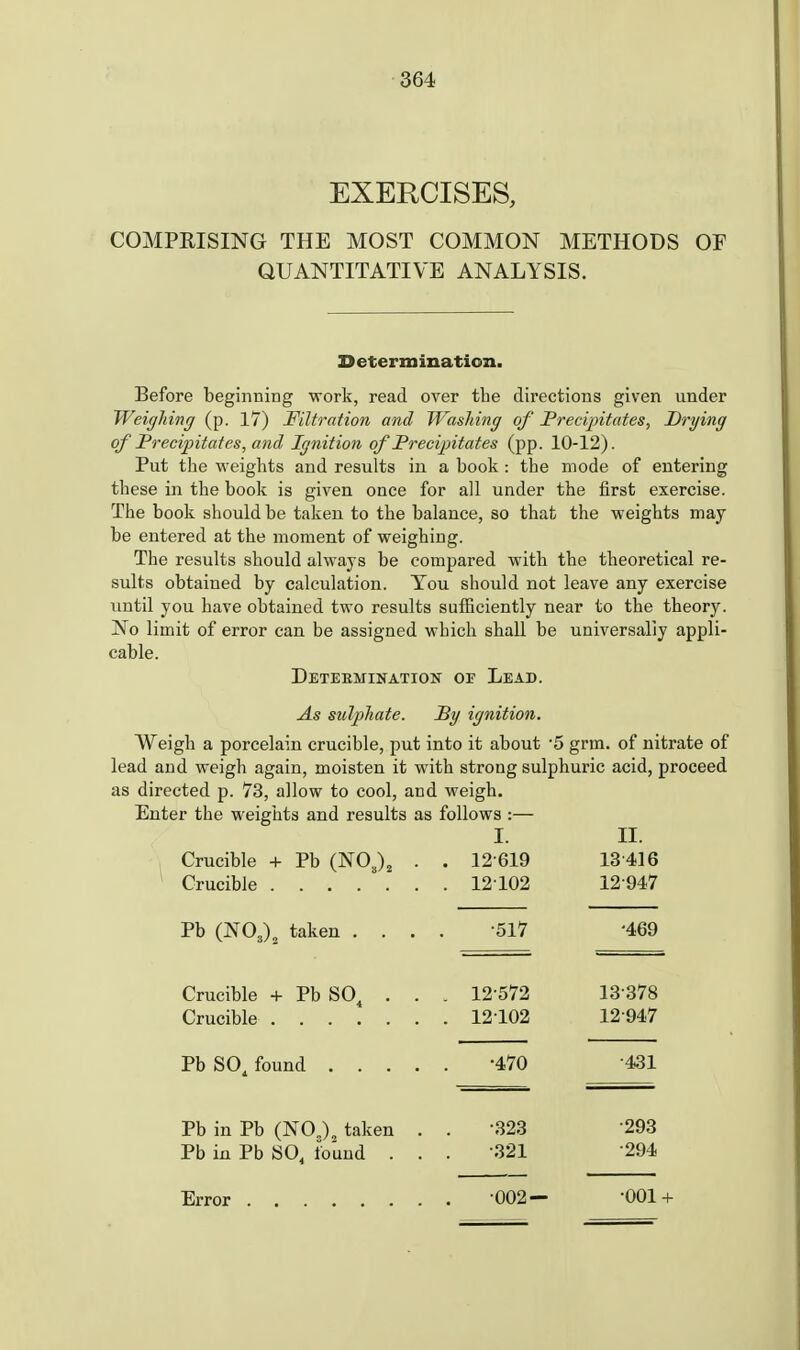 364
EXERCISES,
COMPRISING THE MOST COMMON METHODS OF
QUANTITATIVE ANALYSIS.
Determination.
Before beginning work, read over the directions given under
Weighing (p. 17) Filtration and Washing of Precipitates, Drying
of Precipitates, and Ignition of Precipitates (pp. 10-12).
Put the weights and results in a book : the mode of entering
these in the book is given once for all under the first exercise.
The book should be taken to the balance, so that the weights may
be entered at the moment of weighing.
The results should always be compared with the theoretical re-
sults obtained by calculation. You should not leave any exercise
until you have obtained two results sufficiently near to the theory.
No limit of error can be assigned which shall be universally appli-
cable.
DETERMINATION OF LEAD.
As sulphate. By ignition.
Weigh a porcelain crucible, put into it about ·5 grm. of nitrate of
lead and weigh again, moisten it with strong sulphuric acid, proceed
as directed p. 73, allow to cool, and weigh.
Enter the weights and results as follows :—
I. II.
Crucible + Pb (NO₃)₂ . . 12·619 13·416
Crucible . . . . . . . 12·102 12·947
Pb (NO₃)₂ taken . . . . ·517 ·469
Crucible + Pb SO₄ . . . 12·572 13·378
Crucible . . . . . . . 12·102 12·947
Pb SO₄ found . . . . . ·470 ·431
Pb in Pb (NO₃)₂ taken . . ·323 ·293
Pb in Pb SO₄ found . . . ·321 ·294
Error . . . . . . . . ·002— ·001 +